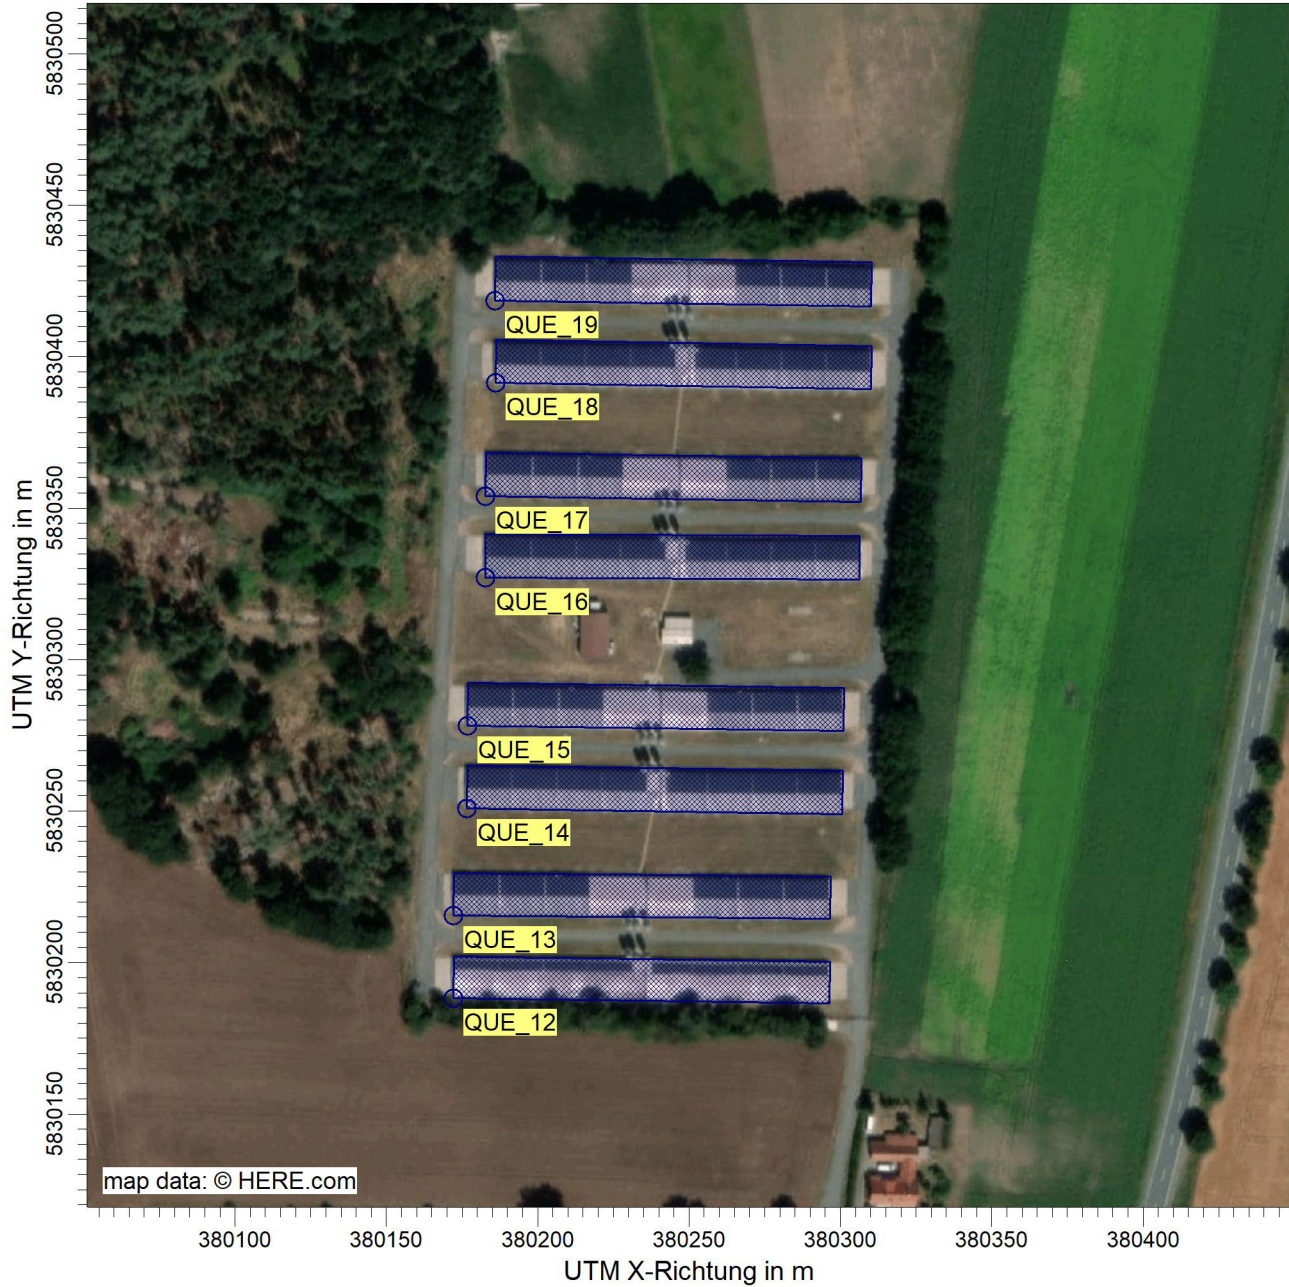 5830500
5830450
5830400
5830350
5830300
5830250
5830200
5830150
UTM Y-Richtung in m
QUE_19
QUE_18
QUE_17
QUE_16
QUE_15
QUE_14
QUE_13
QUE_12
map data: © HERE.com
380100 380150 380200 380250 380300 380350 380400
UTM X-Richtung in m